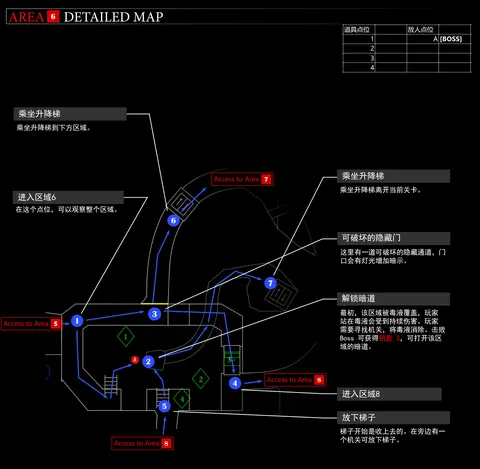 AREA 6 DETAILED MAP
道具点位 放人点位
1 A [BOSS]
2
3
4
乘坐升降梯
乘坐升降梯到下方区域。
Access to Area 7
乘坐升降梯
乘坐升降梯离开当前关卡。
进入区域6
在这个点位，可以观察整个区域。
6
可破坏的隐藏门
这里有一道可破坏的隐藏通道，门
口会有灯光增加暗示。
7
解锁暗道
最初，该区域被毒液覆盖，玩家
站在毒液会受到持续伤害。玩家
需要寻找机关，将毒液消除。击败
Boss 可获得钥匙 3，可打开该区
域的暗道。
Access to Area 5
1
3
1
A
2
2
4
Access to Area 8
进入区域8
4
5
放下梯子
梯子开始是收上去的。在旁边有一
个机关可放下梯子。
Access to Area 8